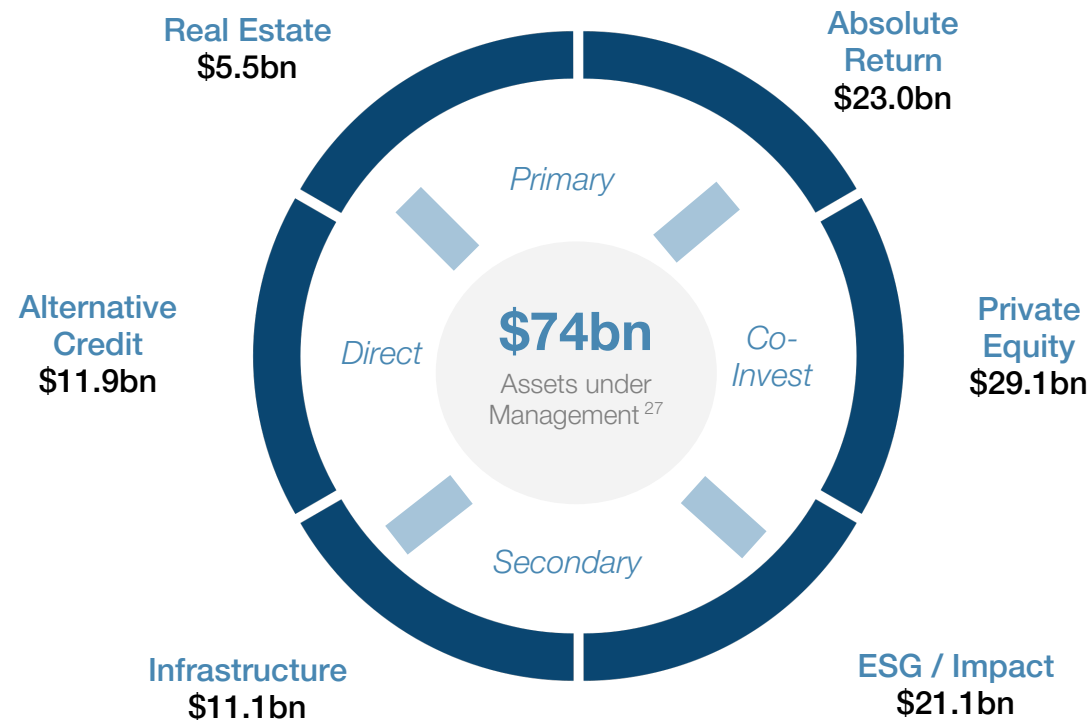 Real Estate
$5.5bn
Absolute
Return
$23.0bn
Primary
Alternative
Credit
$11.9bn
Direct
$74bn
Assets under
Management 27
Co-
Invest
Private
Equity
$29.1bn
Secondary
Infrastructure
$11.1bn
ESG / Impact
$21.1bn